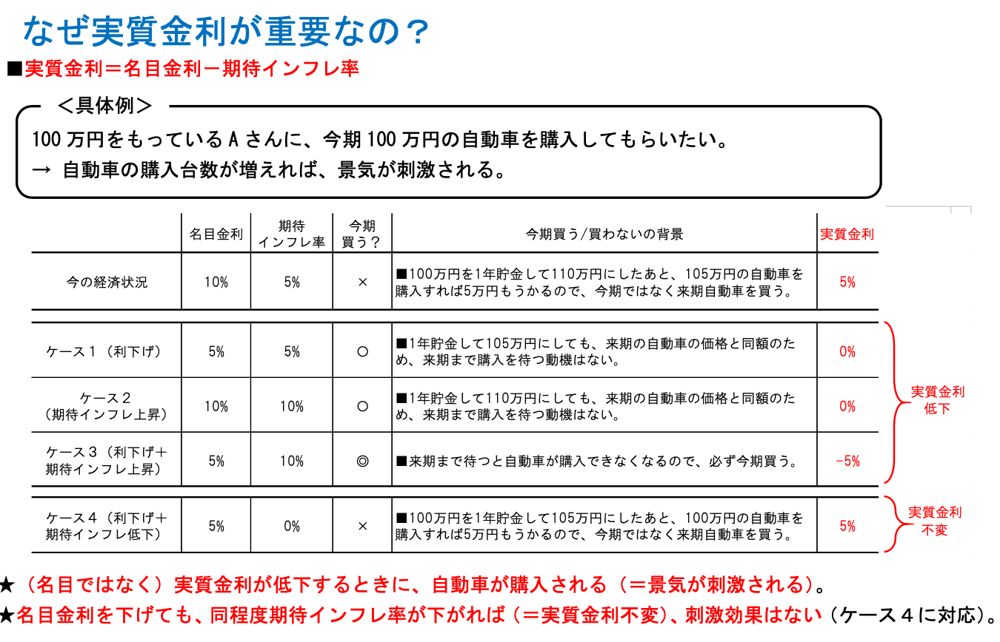 なぜ実質金利が重要なの？
■実質金利＝名目金利－期待インフレ率
＜具体例＞
100 万円をもっているA さんに、今期 100 万円の自動車を購入してもらいたい。
→ 自動車の購入台数が増えれば、景気が刺激される。
名目金利
期待
インフレ率
今期
買う？
今期買う/買わないの背景
実質金利
今の経済状況
10%
5%
×
■100万円を1年貯金して110万円にしたあと、105万円の自動車を
購入すれば5万円もうかるので、今期ではなく来期自動車を買う。
5%
ケース１（利下げ）
5%
5%
○
■1年貯金して105万円にしても、来期の自動車の価格と同額のた
め、来期まで購入を待つ動機はない。
0%
ケース２
（期待インフレ上昇）
10%
10%
○
■1年貯金して110万円にしても、来期の自動車の価格と同額のた
め、来期まで購入を待つ動機はない。
0%
ケース３（利下げ＋
期待インフレ上昇）
5%
10%
◎
■来期まで待つと自動車が購入できなくなるので、必ず今期買う。
-5%
実質金利
低下
ケース４（利下げ＋
期待インフレ低下）
5%
0%
×
■100万円を1年貯金して105万円にしたあと、100万円の自動車を
購入すれば5万円もうかるので、今期ではなく来期自動車を買う。
5%
実質金利
不変
★（名目ではなく）実質金利が低下するときに、自動車が購入される（＝景気が刺激される）。
★名目金利を下げても、同程度期待インフレ率が下がれば（＝実質金利不変）、刺激効果はない（ケース４に対応）。